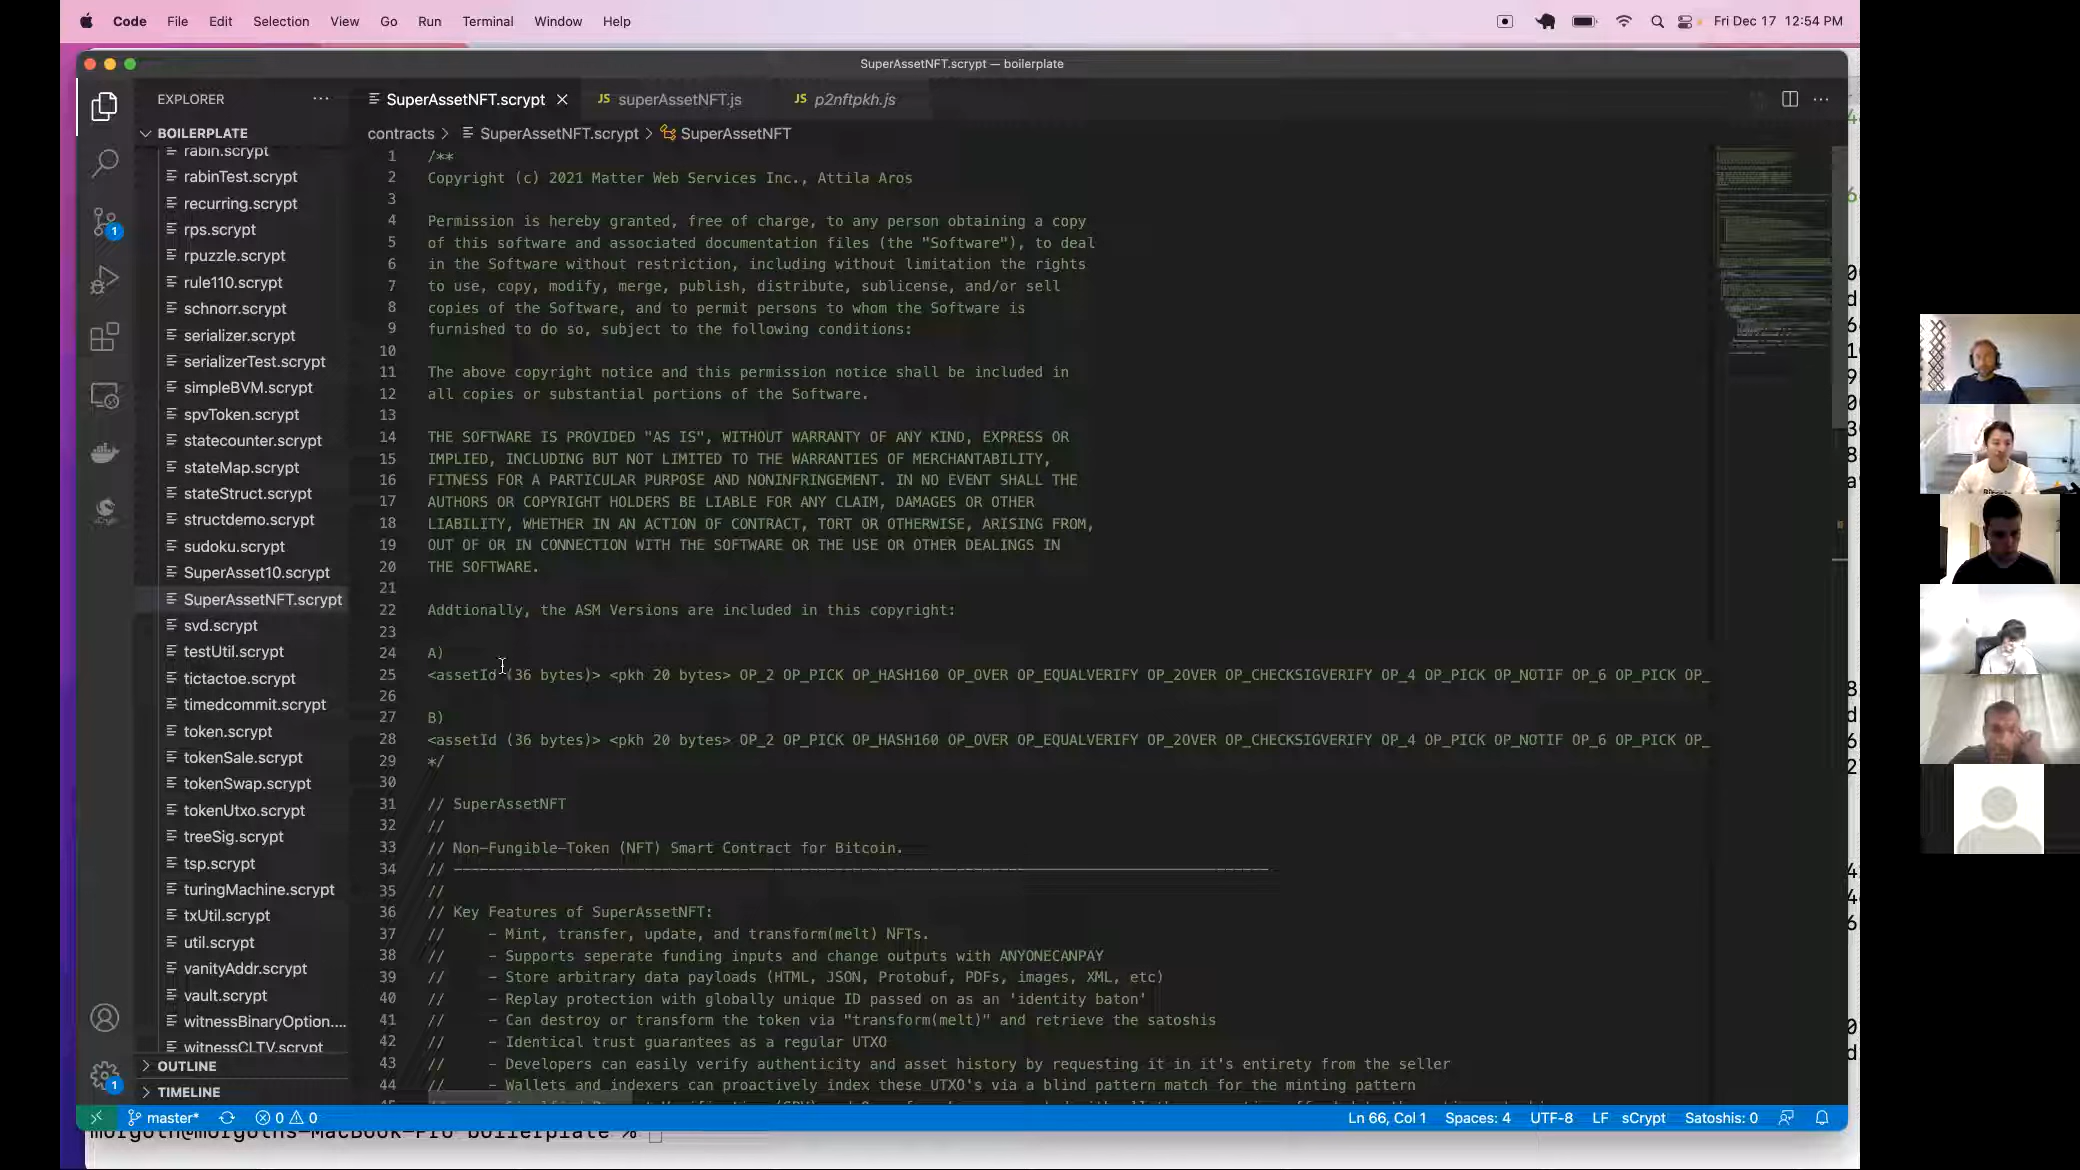 Code File Edit Selection View Go Run Terminal Window Help
Fri Dec 17 12:54 PM
SuperAssetNFT.scrypt — boilerplate
EXPLORER
SuperAssetNFT.scrypt
JS superAssetNFT.js
JS p2nftpkh.js
BOILERPLATE
contracts > SuperAssetNFT.scrypt > SuperAssetNFT
rabin.scrypt
rabinTest.scrypt
recurring.scrypt
rps.scrypt
rpuzzle.scrypt
rule110.scrypt
schnorr.scrypt
serializer.scrypt
serializerTest.scrypt
simpleBVM.scrypt
spvToken.scrypt
statecounter.scrypt
stateMap.scrypt
stateStruct.scrypt
structdemo.scrypt
sudoku.scrypt
SuperAsset10.scrypt
SuperAssetNFT.scrypt
svd.scrypt
testUtil.scrypt
tictactoe.scrypt
timedcommit.scrypt
token.scrypt
tokenSale.scrypt
tokenSwap.scrypt
tokenUtxo.scrypt
treeSig.scrypt
tsp.scrypt
turingMachine.scrypt
txUtil.scrypt
util.scrypt
vanityAddr.scrypt
vault.scrypt
witnessBinaryOption....
witnessCLTV.scrypt
OUTLINE
TIMELINE
1 /**
2 Copyright (c) 2021 Matter Web Services Inc., Attila Aros
3
4 Permission is hereby granted, free of charge, to any person obtaining a copy
5 of this software and associated documentation files (the "Software"), to deal
6 in the Software without restriction, including without limitation the rights
7 to use, copy, modify, merge, publish, distribute, sublicense, and/or sell
8 copies of the Software, and to permit persons to whom the Software is
9 furnished to do so, subject to the following conditions:
10
11 The above copyright notice and this permission notice shall be included in
12 all copies or substantial portions of the Software.
13
14 THE SOFTWARE IS PROVIDED "AS IS", WITHOUT WARRANTY OF ANY KIND, EXPRESS OR
15 IMPLIED, INCLUDING BUT NOT LIMITED TO THE WARRANTIES OF MERCHANTABILITY,
16 FITNESS FOR A PARTICULAR PURPOSE AND NONINFRINGEMENT. IN NO EVENT SHALL THE
17 AUTHORS OR COPYRIGHT HOLDERS BE LIABLE FOR ANY CLAIM, DAMAGES OR OTHER
18 LIABILITY, WHETHER IN AN ACTION OF CONTRACT, TORT OR OTHERWISE, ARISING FROM,
19 OUT OF OR IN CONNECTION WITH THE SOFTWARE OR THE USE OR OTHER DEALINGS IN
20 THE SOFTWARE.
21
22 Addtionally, the ASM Versions are included in this copyright:
23
24 A)
25 <assetId (36 bytes)> <pkh 20 bytes> OP_2 OP_PICK OP_HASH160 OP_OVER OP_EQUALVERIFY OP_2OVER OP_CHECKSIGVERIFY OP_4 OP_PICK OP_NOTIF OP_6 OP_PICK OP_
26
27 B)
28 <assetId (36 bytes)> <pkh 20 bytes> OP_2 OP_PICK OP_HASH160 OP_OVER OP_EQUALVERIFY OP_2OVER OP_CHECKSIGVERIFY OP_4 OP_PICK OP_NOTIF OP_6 OP_PICK OP_
29 */
30
31 // SuperAssetNFT
32 //
33 // Non-Fungible-Token (NFT) Smart Contract for Bitcoin.
34 // ----------------------------------------------------------------------------------------------
35 //
36 // Key Features of SuperAssetNFT:
37 // - Mint, transfer, update, and transform(melt) NFTs.
38 // - Supports seperate funding inputs and change outputs with ANYONECANPAY
39 // - Store arbitrary data payloads (HTML, JSON, Protobuf, PDFs, images, XML, etc)
40 // - Replay protection with globally unique ID passed on as an 'identity baton'
41 // - Can destroy or transform the token via "transform(melt)" and retrieve the satoshis
42 // - Identical trust guarantees as a regular UTXO
43 // - Developers can easily verify authenticity and asset history by requesting it in it's entirety from the seller
44 // - Wallets and indexers can proactively index these UTXO's via a blind pattern match for the minting pattern
1
1
master* 0 0
Ln 66, Col 1 Spaces: 4 UTF-8 LF sCrypt Satoshis: 0
morgoth@morgoths-MacBook-Pro boilerplate %